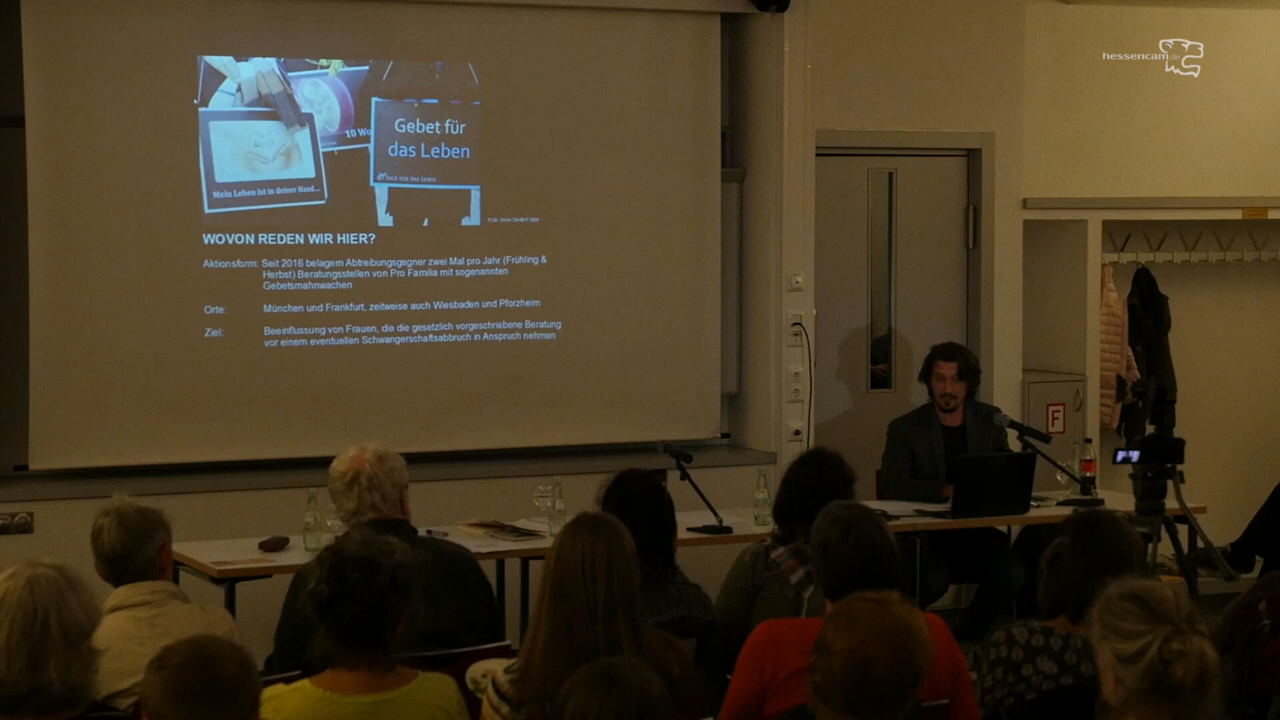 hessencam.de
10 Wo
Gebet für
das Leben
Mein Leben ist in deiner Hand...
WOVON REDEN WIR HIER?
Aktionsform: Seit 2016 belagern Abtreibungsgegner zwei Mal pro Jahr (Frühling &
Herbst) Beratungsstellen von Pro Familia mit sogenannten
Gebetsmahnwachen
Orte: München und Frankfurt, zeitweise auch Wiesbaden und Pforzheim
Ziel: Beeinflussung von Frauen, die die gesetzlich vorgeschriebene Beratung
vor einem eventuellen Schwangerschaftsabbruch in Anspruch nehmen
F